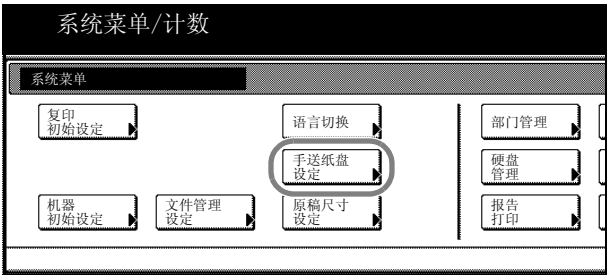 系统菜单/计数
系统菜单
复印
初始设定
语言切换
部门管理
手送纸盘
设定
硬盘
管理
机器
初始设定
文件管理
设定
原稿尺寸
设定
报告
打印